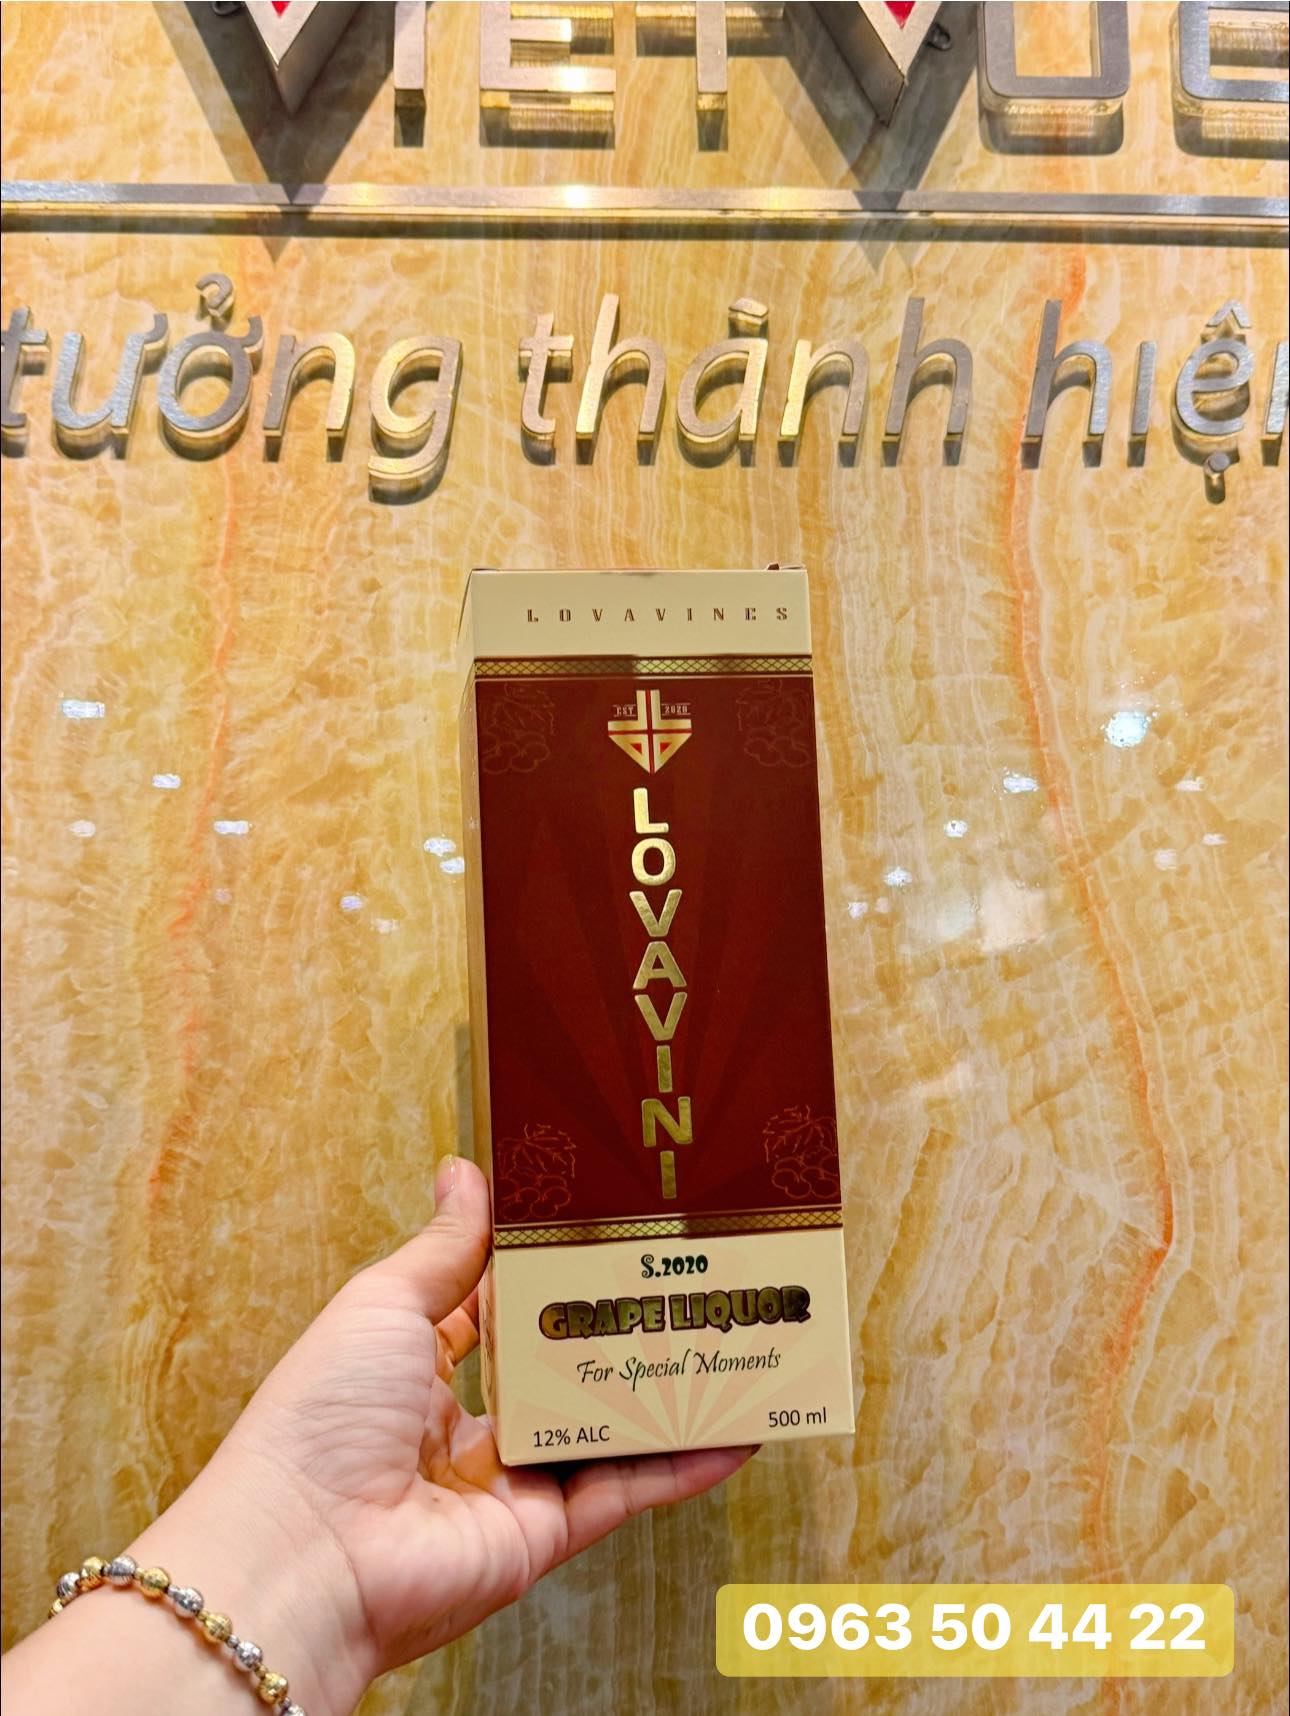 VIETVUE
tưởng thành hiện
LOVAVINES
EST 2020
LOVAVINI
S.2020
GRAPE LIQUOR
For Special Moments
12% ALC 500 ml
0963 50 44 22